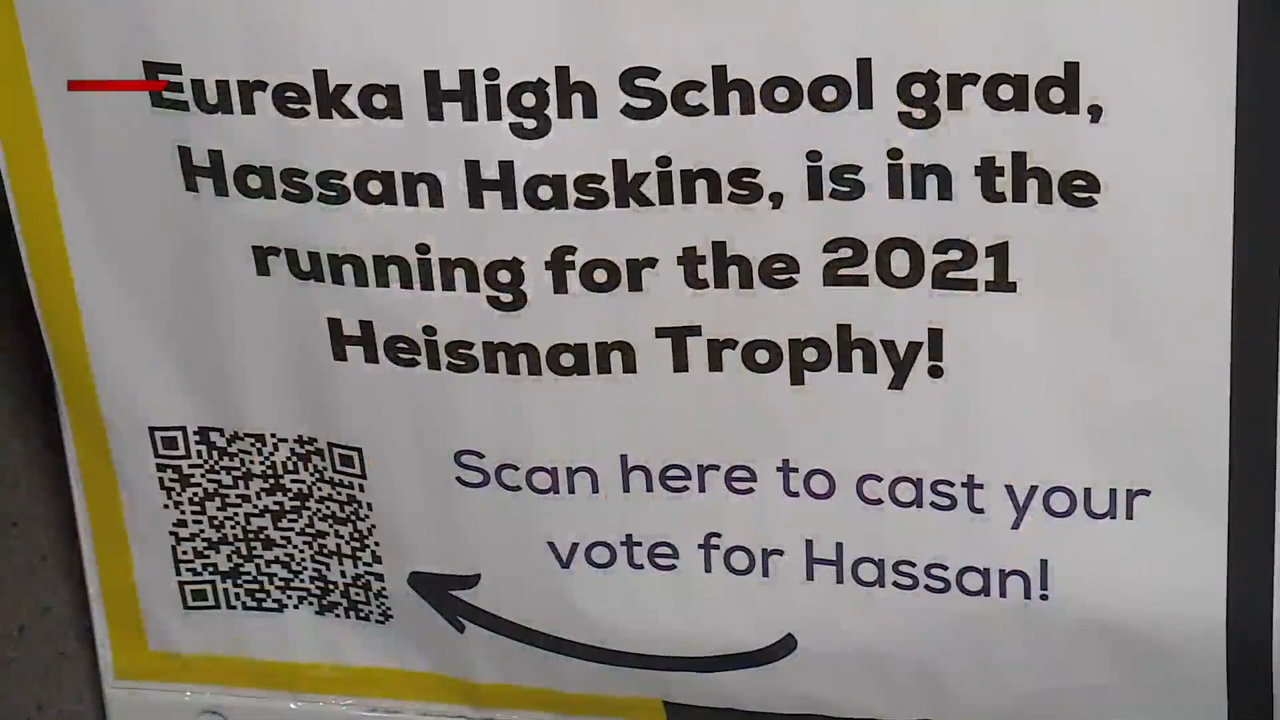 Eureka High School grad,
Hassan Haskins, is in the
running for the 2021
Heisman Trophy!
Scan here to cast your
vote for Hassan!